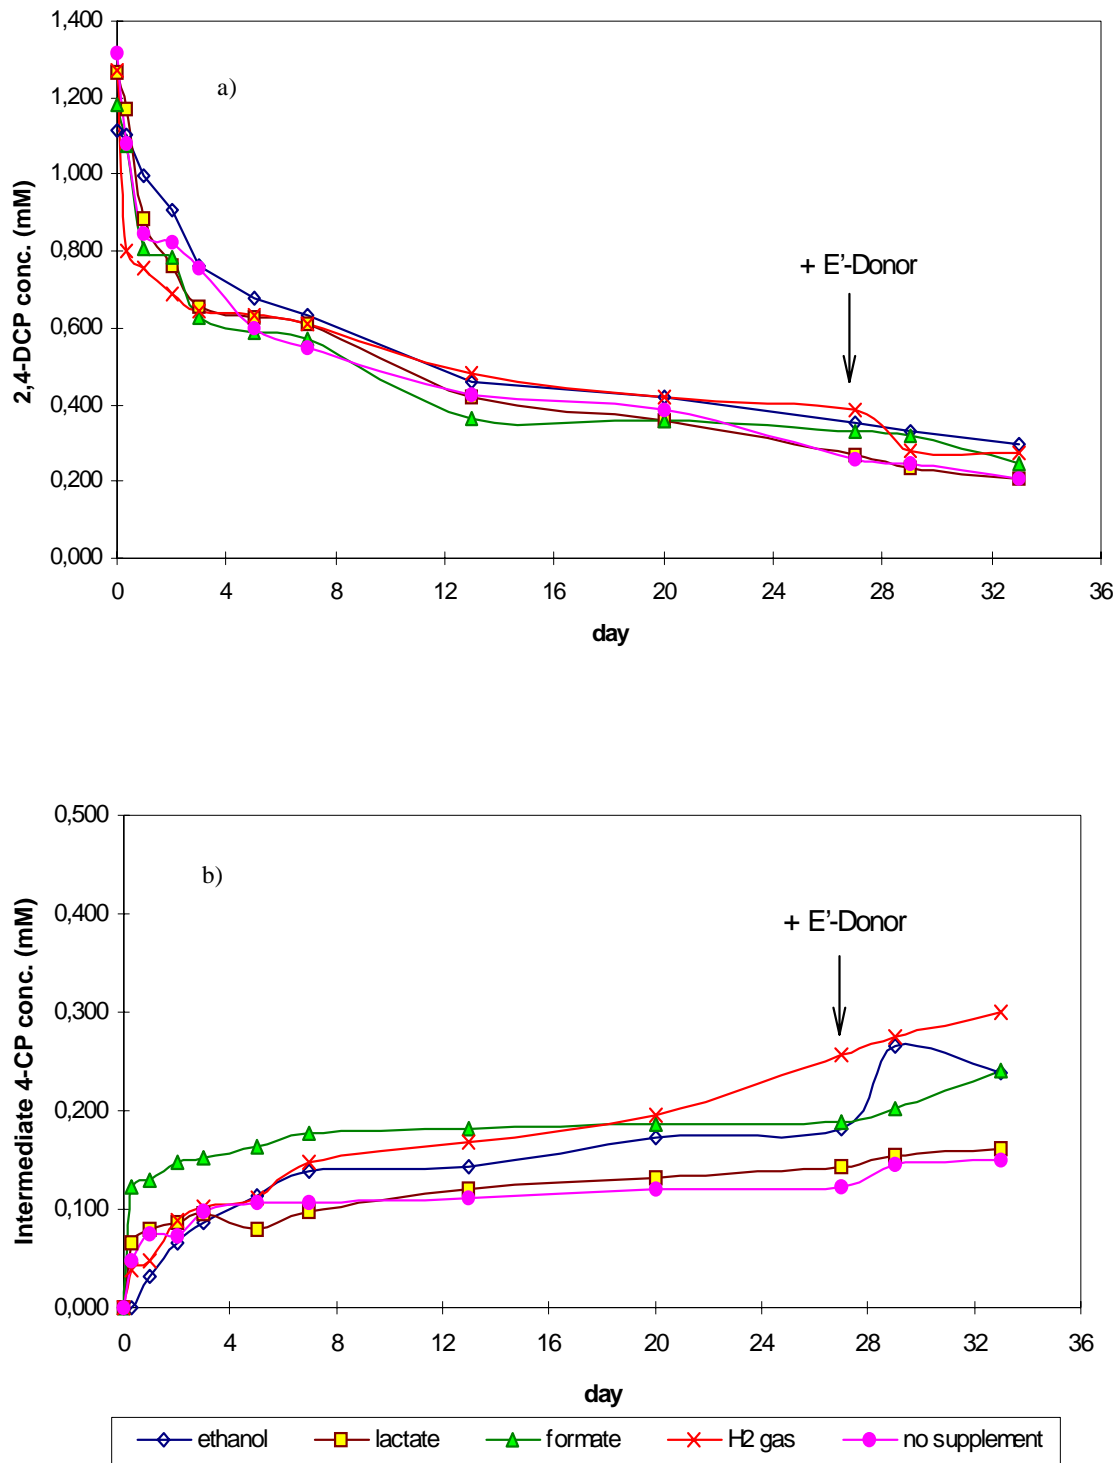 1,400
a)
1,200
1,000
0,800
+ E'-Donor
0,600
0,400
0,200
0,000
2,4-DCP conc. (mM)
0 4 8 12 16 20 24 28 32 36
day
0,500
b)
0,400
+ E'-Donor
0,300
0,200
0,100
0,000
Intermediate 4-CP conc. (mM)
0 4 8 12 16 20 24 28 32 36
day
ethanol lactate formate H2 gas no supplement